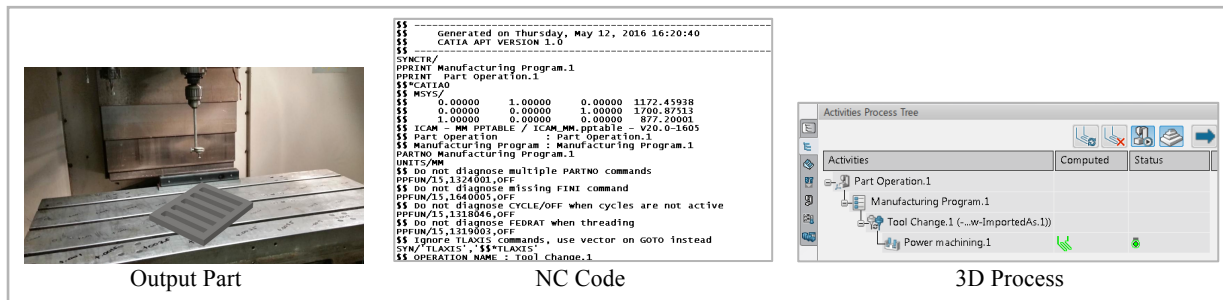 $$ ----------------------------------------------------------------
$$ Generated on Thursday, May 12, 2016 16:20:40
$$ CATIA APT VERSION 1.0
$$ ----------------------------------------------------------------
SYNCTR/
PPRINT Manufacturing Program.1
PPRINT Part Operation.1
$$*CATIA0
$$ MSYS/
$$ 0.00000 1.00000 0.00000 1172.45938
$$ 0.00000 0.00000 1.00000 1700.87513
$$ 1.00000 0.00000 0.00000 877.20001
$$ ICAM - MM PPTABLE / ICAM_MM.pptable - V20.0-1605
$$ Part Operation : Part Operation.1
$$ Manufacturing Program : Manufacturing Program.1
PARTNO Manufacturing Program.1
UNITS/MM
$$ Do not diagnose multiple PARTNO commands
PPFUN/15,1324001,OFF
$$ Do not diagnose missing FINI command
PPFUN/15,1640005,OFF
$$ Do not diagnose CYCLE/OFF when cycles are not active
PPFUN/15,1318046,OFF
$$ Do not diagnose FEDRAT when threading
PPFUN/15,1319003,OFF
$$ Ignore TLAXIS commands, use vector on GOTO instead
SYN/'TLAXIS','$$*TLAXIS'
$$ OPERATION NAME : Tool Change.1
Activities Process Tree
Activities Computed Status
Part Operation.1
Manufacturing Program.1
Tool Change.1 (-...w-ImportedAs.1))
Power machining.1
Output Part NC Code 3D Process